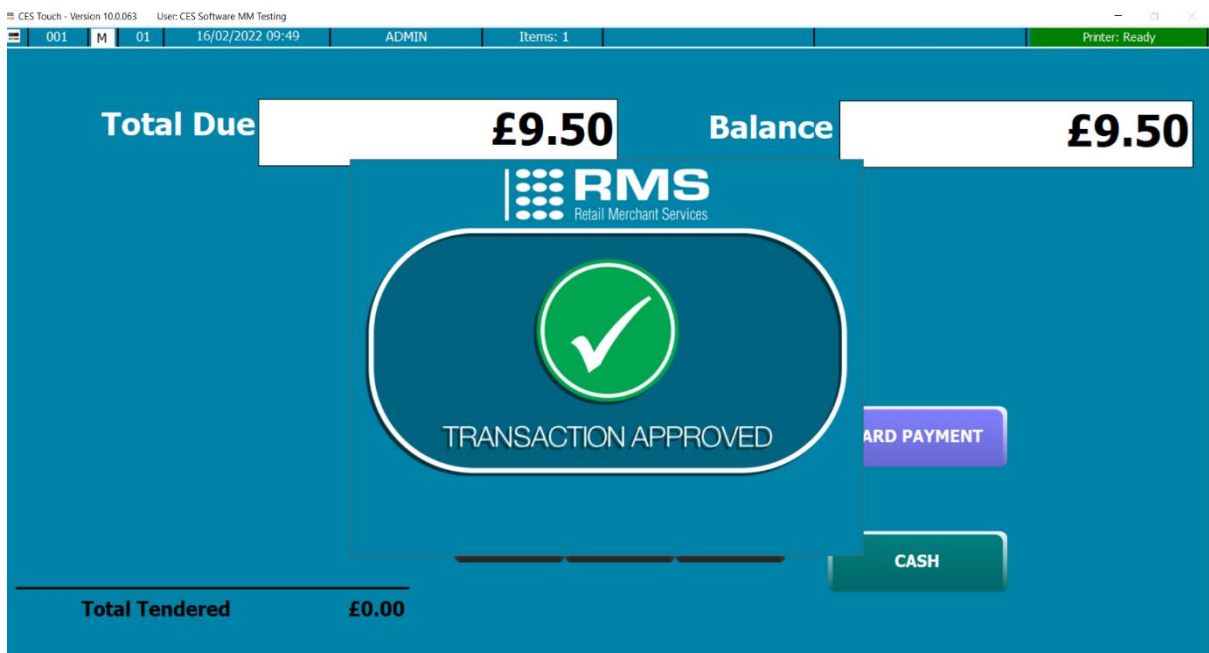 CES Touch - Version 10.0.063 User: CES Software MM Testing
001 M 01 16/02/2022 09:49 ADMIN Items: 1 Printer: Ready
Total Due £9.50 Balance £9.50
RMS
Retail Merchant Services
TRANSACTION APPROVED
ARD PAYMENT
CASH
Total Tendered £0.00